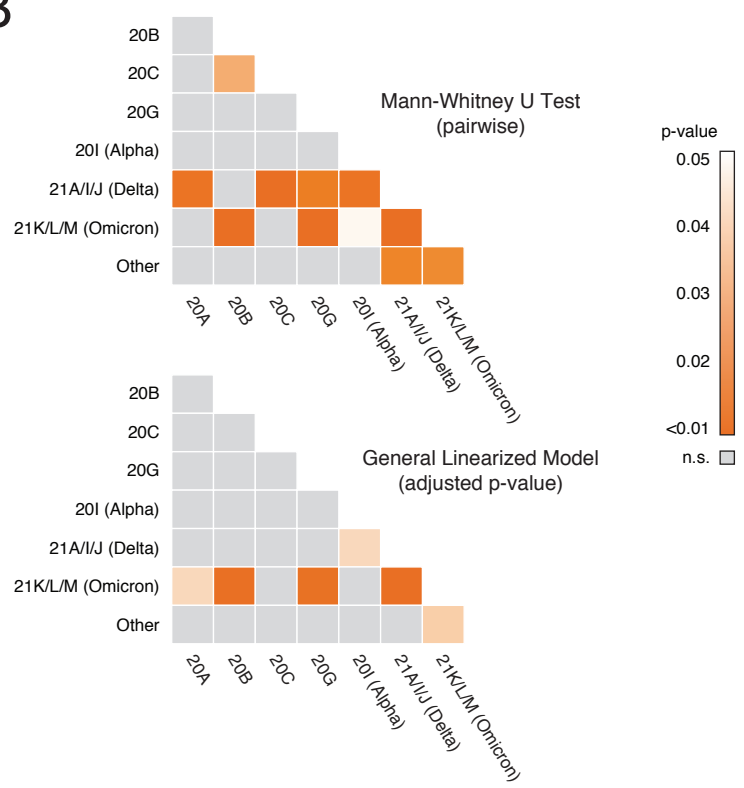 B
20B
20C
20G
20I (Alpha)
21A/I/J (Delta)
21K/L/M (Omicron)
Other
Mann-Whitney U Test
(pairwise)
20A
20B
20C
20G
20I (Alpha)
21A/I/J (Delta)
21K/L/M (Omicron)
p-value
0.05
0.04
0.03
0.02
<0.01
n.s.
20B
20C
20G
20I (Alpha)
21A/I/J (Delta)
21K/L/M (Omicron)
Other
General Linearized Model
(adjusted p-value)
20A
20B
20C
20G
20I (Alpha)
21A/I/J (Delta)
21K/L/M (Omicron)